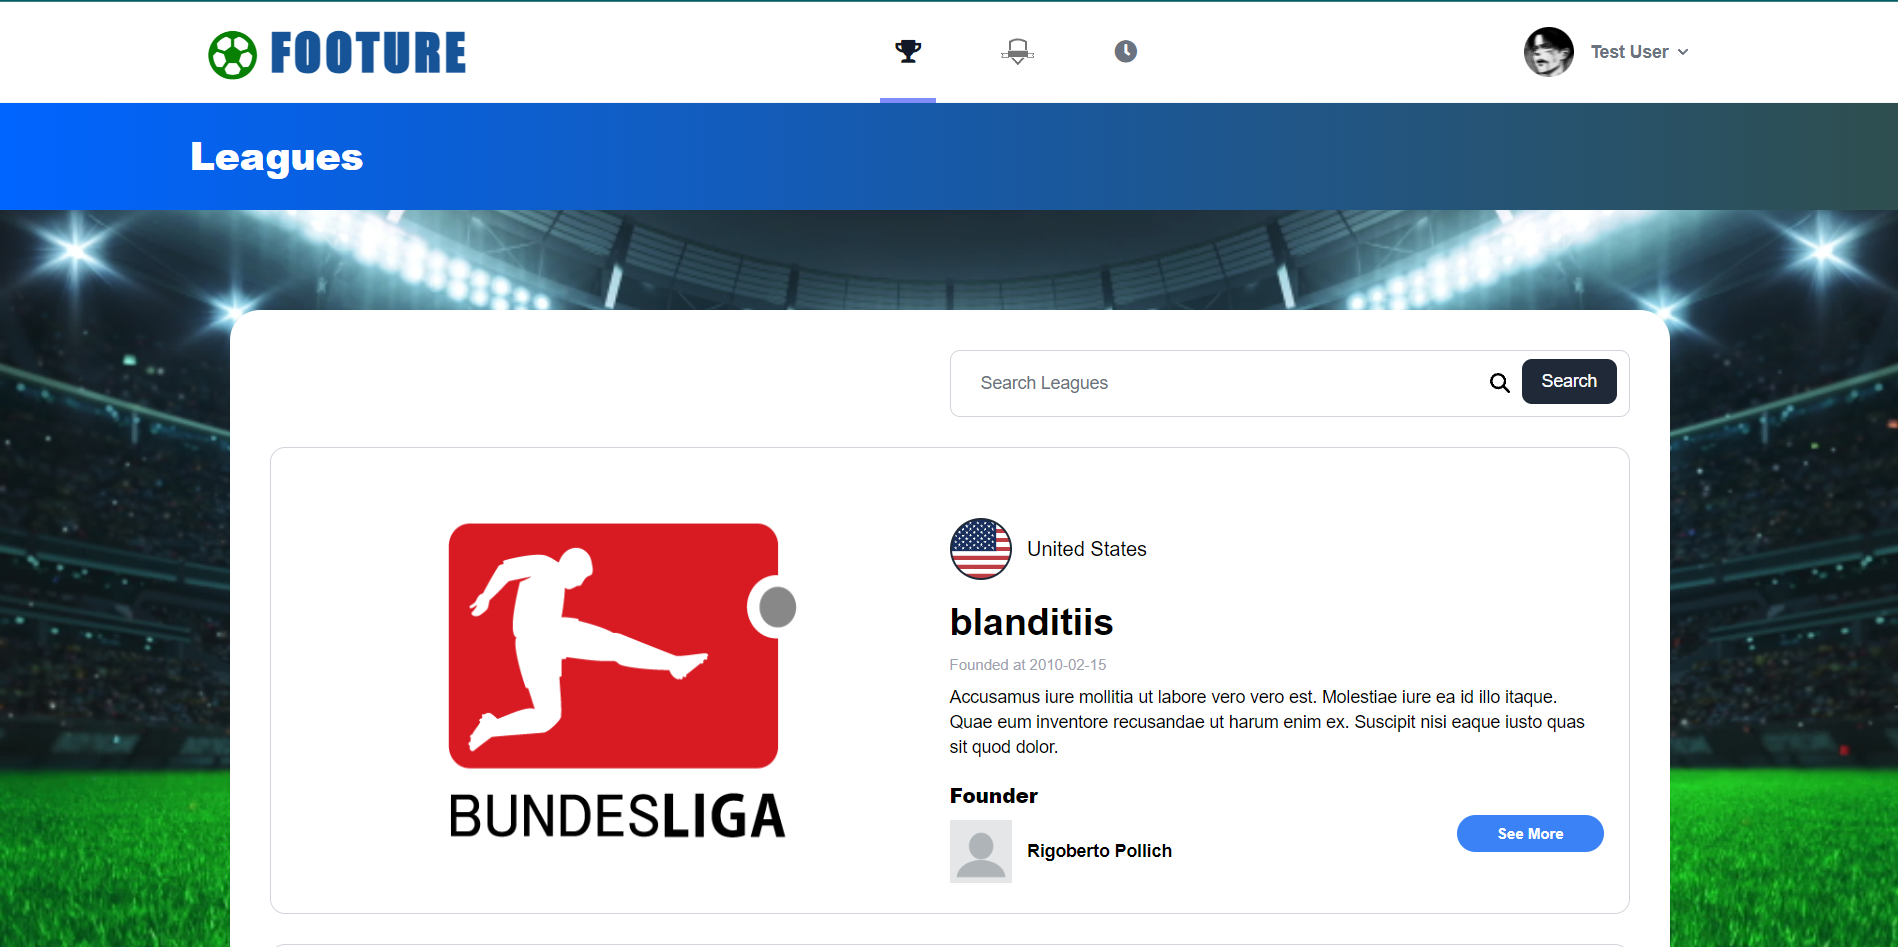 FOOTURE
Test User
Leagues
Search Leagues
Search
United States
blanditiis
Founded at 2010-02-15
Accusamus iure mollitia ut labore vero vero est. Molestiae iure ea id illo itaque.
Quae eum inventore recusandae ut harum enim ex. Suscipit nisi eaque iusto quas
sit quod dolor.
BUNDESLIGA
Founder
Rigoberto Pollich
See More